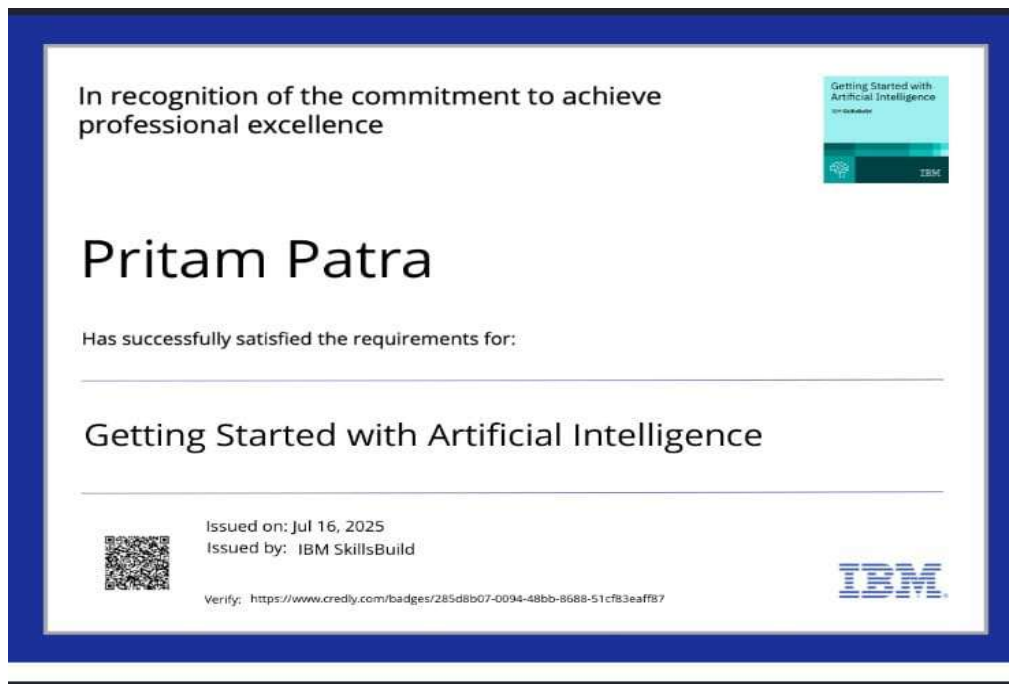 In recognition of the commitment to achieve
professional excellence
Getting Started with
Artificial Intelligence
IBM SkillsBuild
IBM
Pritam Patra
Has successfully satisfied the requirements for:
Getting Started with Artificial Intelligence
Issued on: Jul 16, 2025
Issued by: IBM SkillsBuild
Verify: https://www.credly.com/badges/285d8b07-0094-48bb-8688-51cf83eaff87
IBM